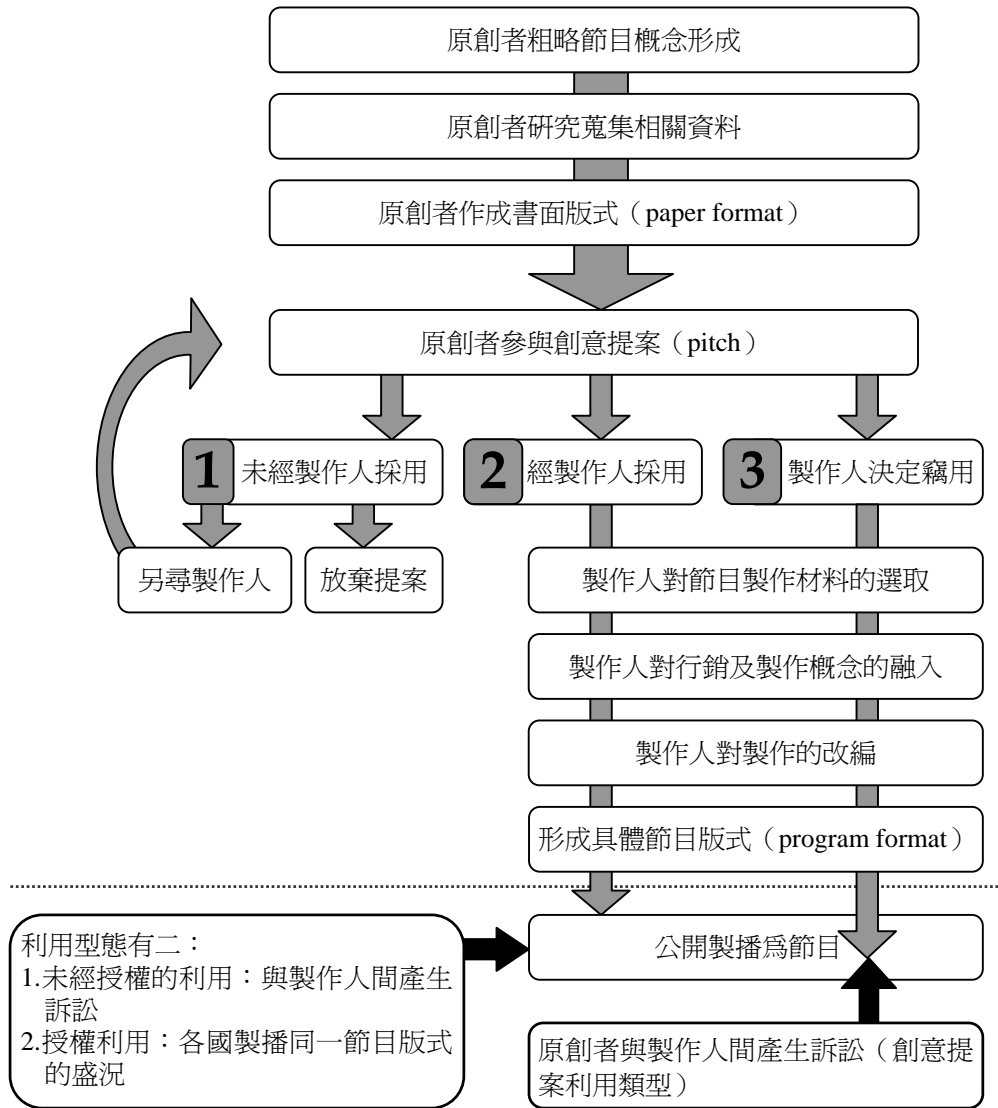 原創者粗略節目概念形成
原創者研究蒐集相關資料
原創者作成書面版式（paper format）
原創者參與創意提案（pitch）
1 未經製作人採用
2 經製作人採用
3 製作人決定竊用
另尋製作人
放棄提案
製作人對節目製作材料的選取
製作人對行銷及製作概念的融入
製作人對製作的改編
形成具體節目版式（program format）
利用型態有二：
1.未經授權的利用：與製作人間產生
訴訟
2.授權利用：各國製播同一節目版式
的盛況
公開製播為節目
原創者與製作人間產生訴訟（創意提
案利用類型）